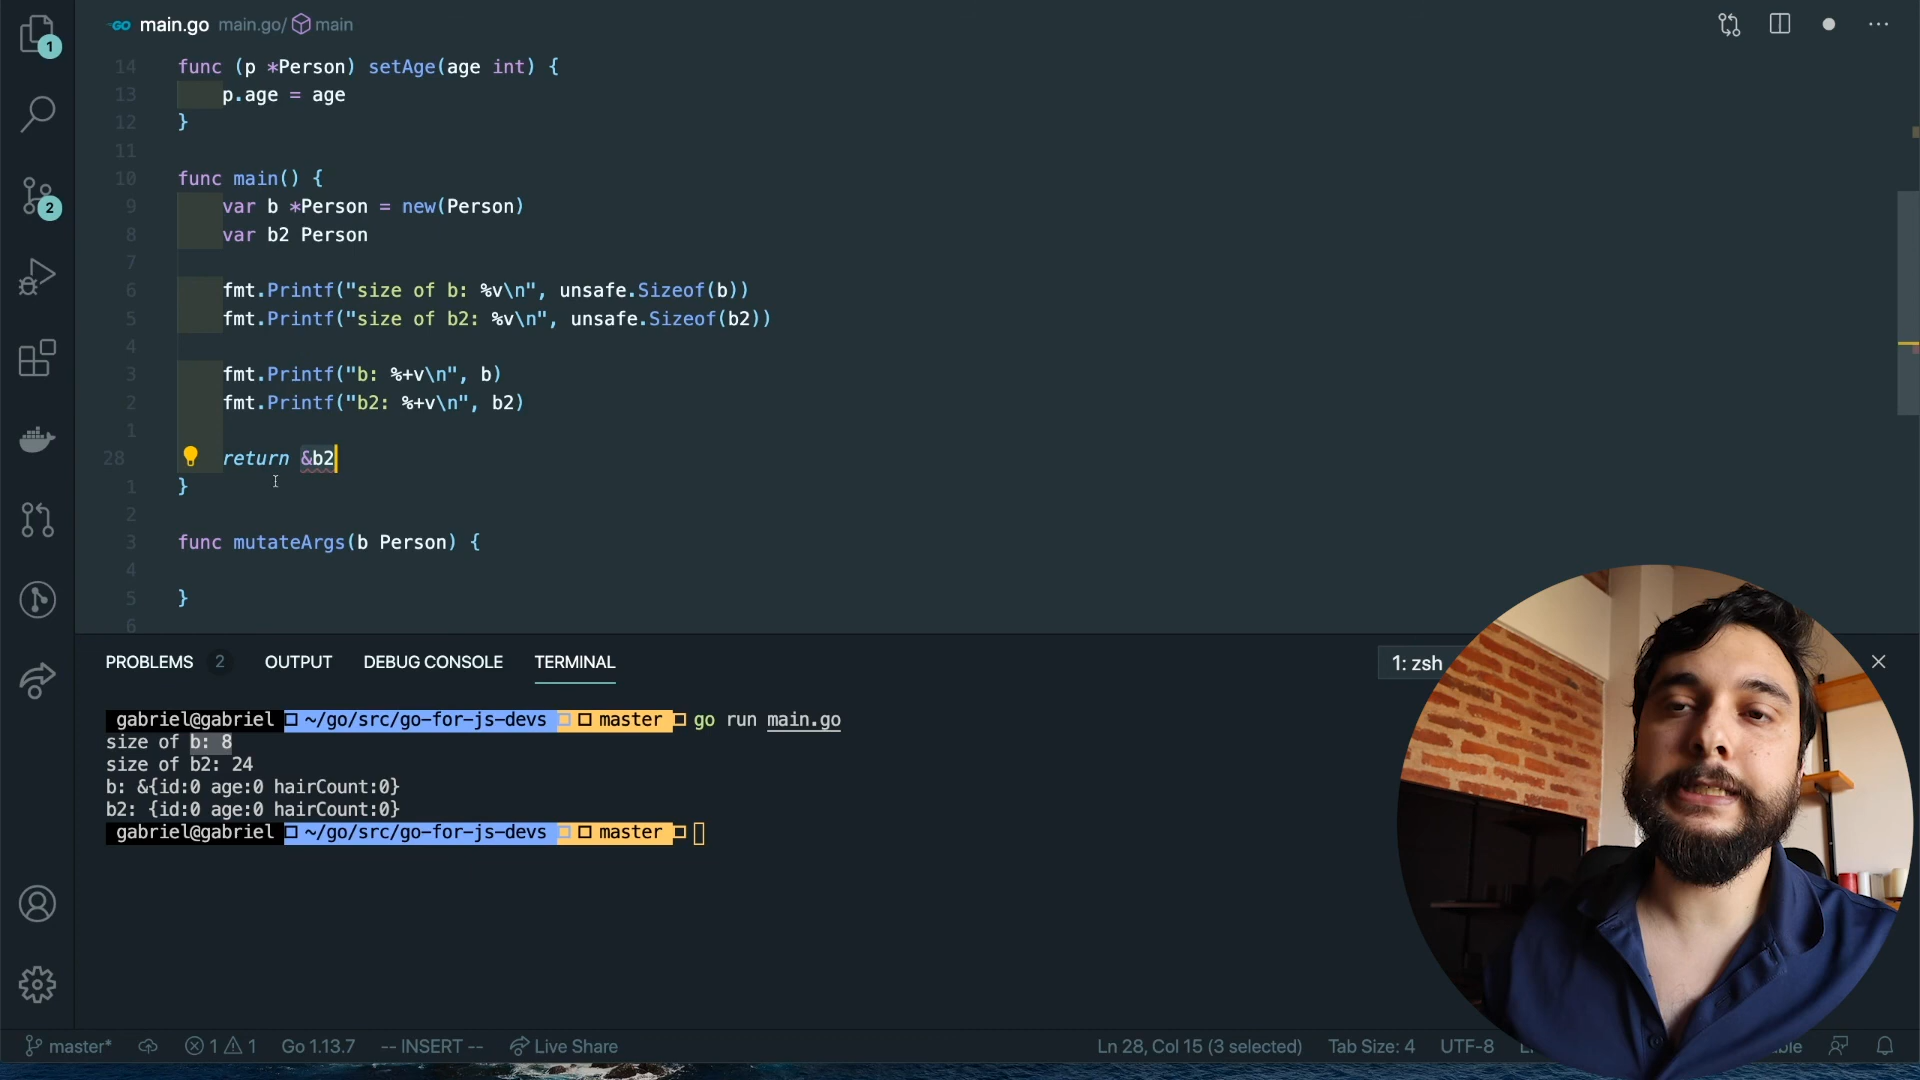 GO main.go main.go/ main
14 func (p *Person) setAge(age int) {
13 p.age = age
12 }
11
10 func main() {
9 var b *Person = new(Person)
8 var b2 Person
7
6 fmt.Printf("size of b: %v\n", unsafe.Sizeof(b))
5 fmt.Printf("size of b2: %v\n", unsafe.Sizeof(b2))
4
3 fmt.Printf("b: %+v\n", b)
2 fmt.Printf("b2: %+v\n", b2)
1
28 return &b2
1 }
2
3 func mutateArgs(b Person) {
4
5 }
6
1
2
PROBLEMS 2 OUTPUT DEBUG CONSOLE TERMINAL 1: zsh
gabriel@gabriel ~/go/src/go-for-js-devs master go run main.go
size of b: 8
size of b2: 24
b: &{id:0 age:0 hairCount:0}
b2: {id:0 age:0 hairCount:0}
gabriel@gabriel ~/go/src/go-for-js-devs master
master* 1 1 Go 1.13.7 -- INSERT -- Live Share Ln 28, Col 15 (3 selected) Tab Size: 4 UTF-8